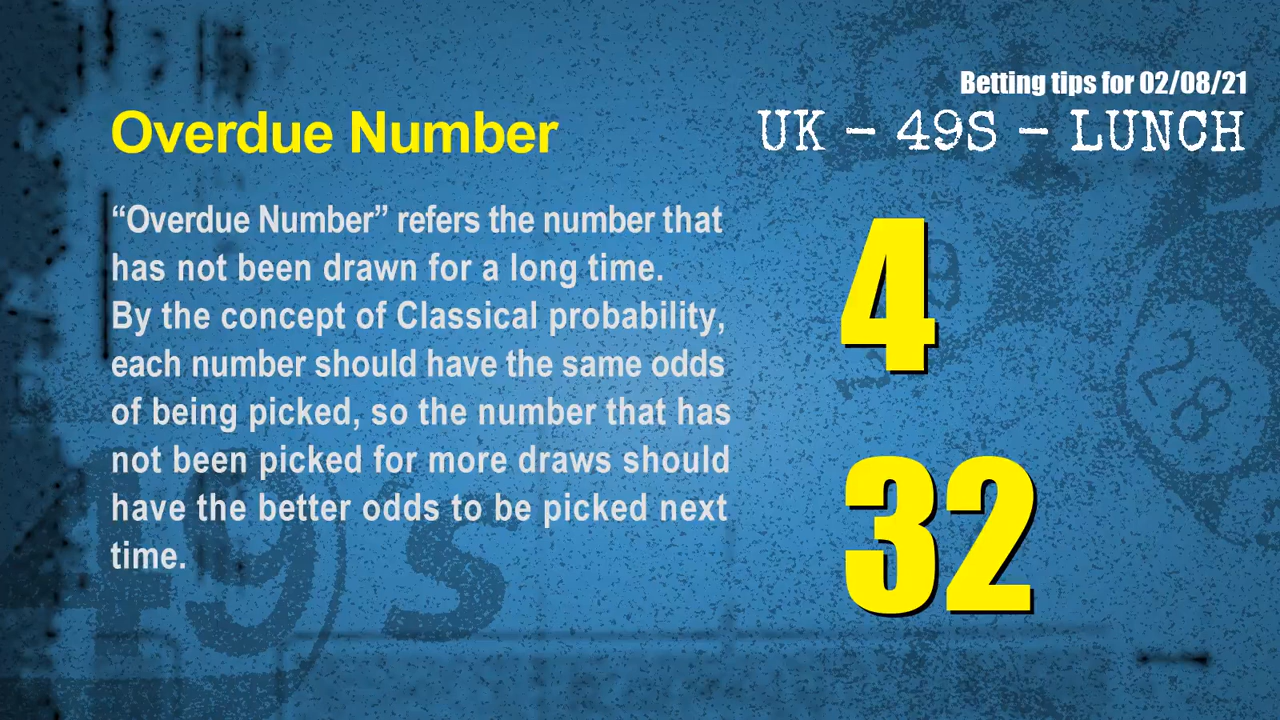 Betting tips for 02/08/21
UK - 49S - LUNCH
Overdue Number
“Overdue Number” refers the number that
has not been drawn for a long time.
By the concept of Classical probability,
each number should have the same odds
of being picked, so the number that has
not been picked for more draws should
have the better odds to be picked next
time.
4
32
28
49's